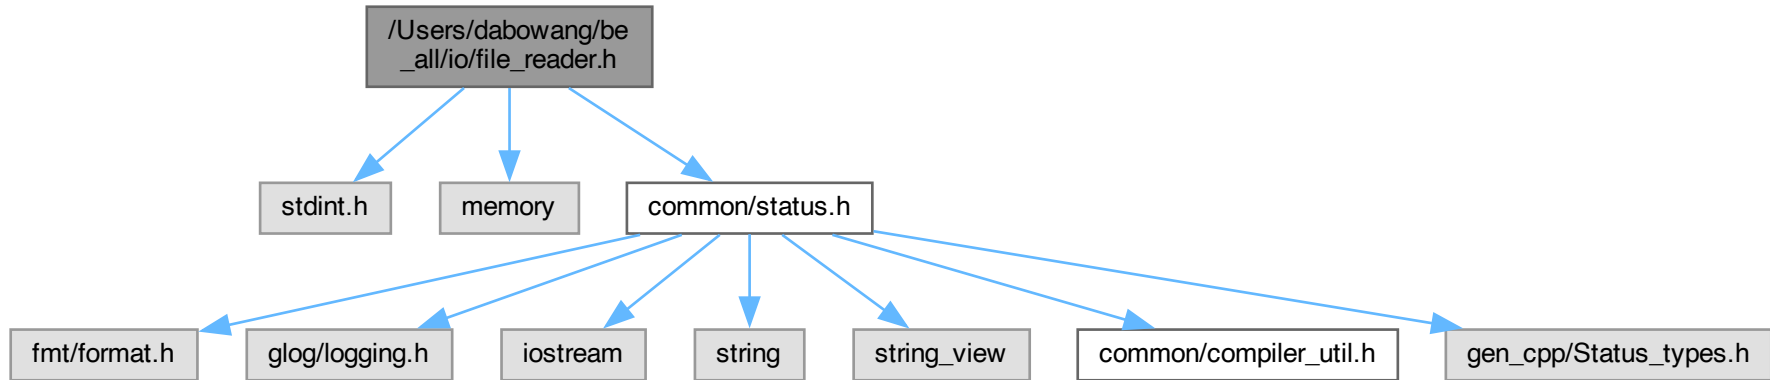 /Users/dabowang/be
_all/io/file_reader.h
stdint.h
memory
common/status.h
fmt/format.h
glog/logging.h
iostream
string
string_view
common/compiler_util.h
gen_cpp/Status_types.h